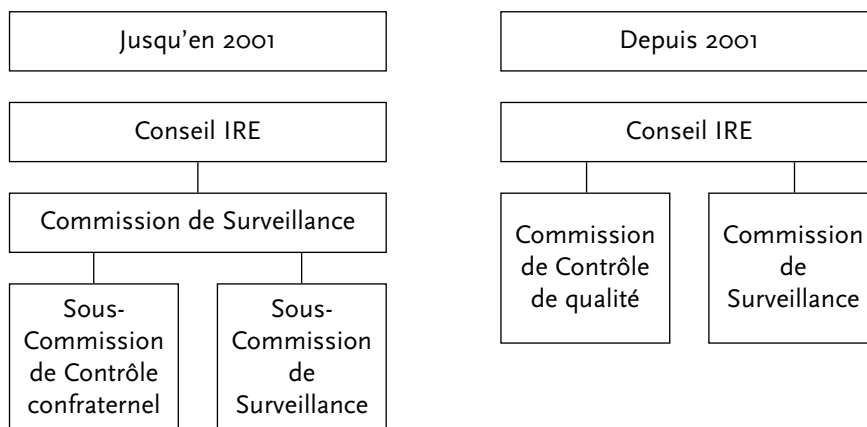 Jusqu'en 2001
Conseil IRE
Commission de Surveillance
Sous-
Commission
de Contrôle
confraternel
Sous-
Commission
de
Surveillance
Depuis 2001
Conseil IRE
Commission
de Contrôle
de qualité
Commission
de
Surveillance